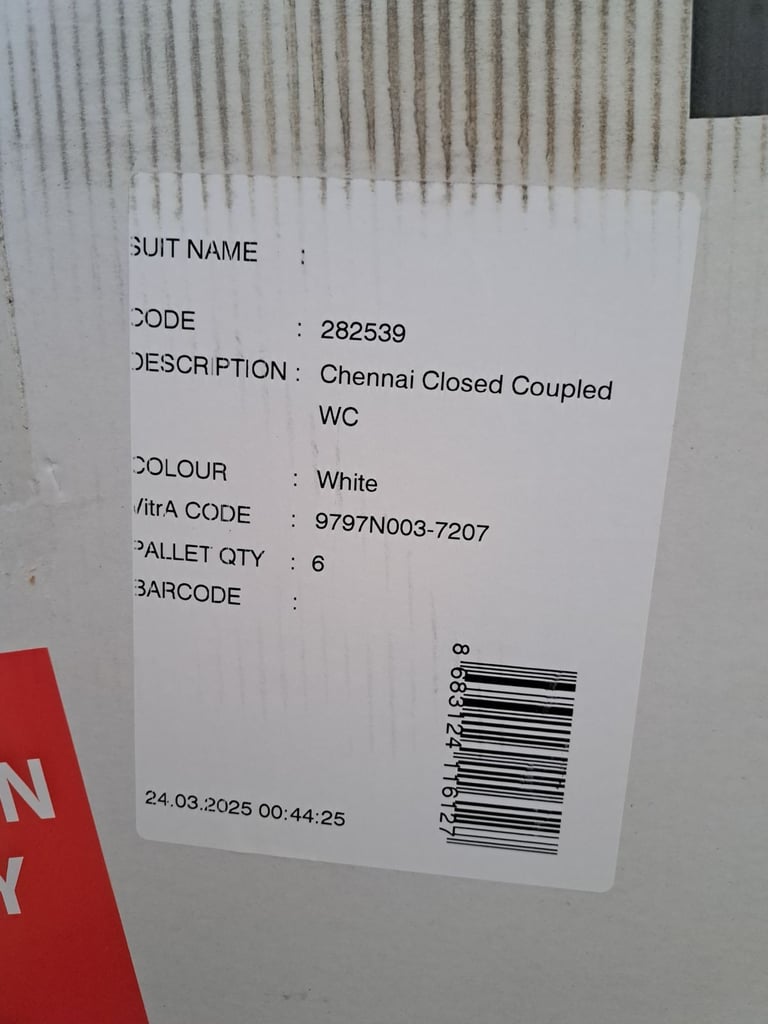 SUIT NAME :
CODE : 282539
DESCRIPTION : Chennai Closed Coupled
WC
COLOUR : White
VitrA CODE : 9797N003-7207
PALLET QTY : 6
BARCODE :
8 683124 116127
24.03.2025 00:44:25
N
Y